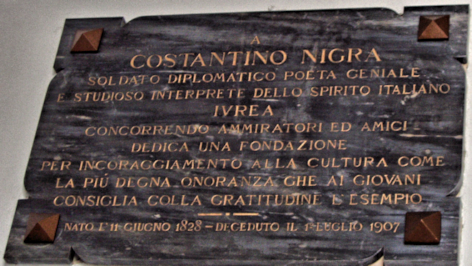 A
COSTANTINO NIGRA
SOLDATO DIPLOMATICO POETA GENIALE
E STUDIOSO INTERPRETE DELLO SPIRITO ITALIANO
IVREA
CONCORRENDO AMMIRATORI ED AMICI
DEDICA UNA FONDAZIONE
PER INCORAGGIAMENTO ALLA CULTURA COME
LA PIÚ DEGNA ONORANZA CHE AI GIOVANI
CONSIGLIA COLLA GRATITUDINE L'ESEMPIO
NATO L'11 GIUGNO 1828 - DECEDUTO IL 1 LUGLIO 1907